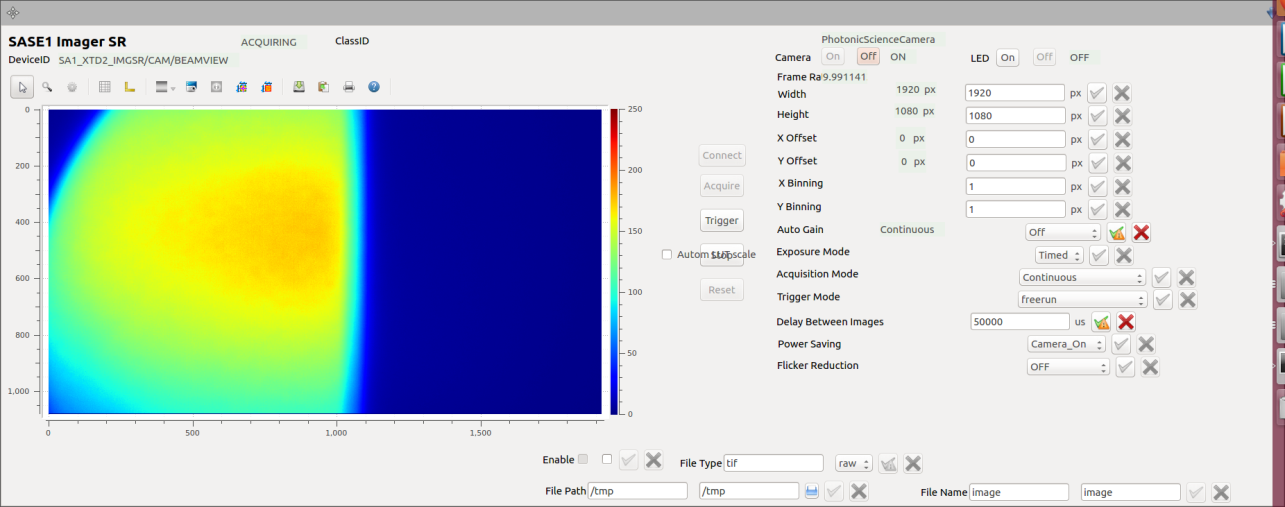 SASE1 Imager SR ACQUIRING ClassID PhotonicScienceCamera
DeviceID SA1_XTD2_IMGSR/CAM/BEAMVIEW
Camera On Off ON LED On Off OFF
Frame Ra 9.991141
Width 1920 px 1920 px
Height 1080 px 1080 px
X Offset 0 px 0 px
Y Offset 0 px 0 px
X Binning 1 px
Y Binning 1 px
Auto Gain Continuous Off
Exposure Mode Timed
Acquisition Mode Continuous
Trigger Mode freerun
Delay Between Images 50000 us
Power Saving Camera_On
Flicker Reduction OFF
Connect
Acquire
Trigger
Stop
Reset
scale
0
200
400
600
800
1,000
0 500 1,000 1,500
250
200
150
100
50
0
Enable File Type tif raw
File Path /tmp /tmp File Name image image